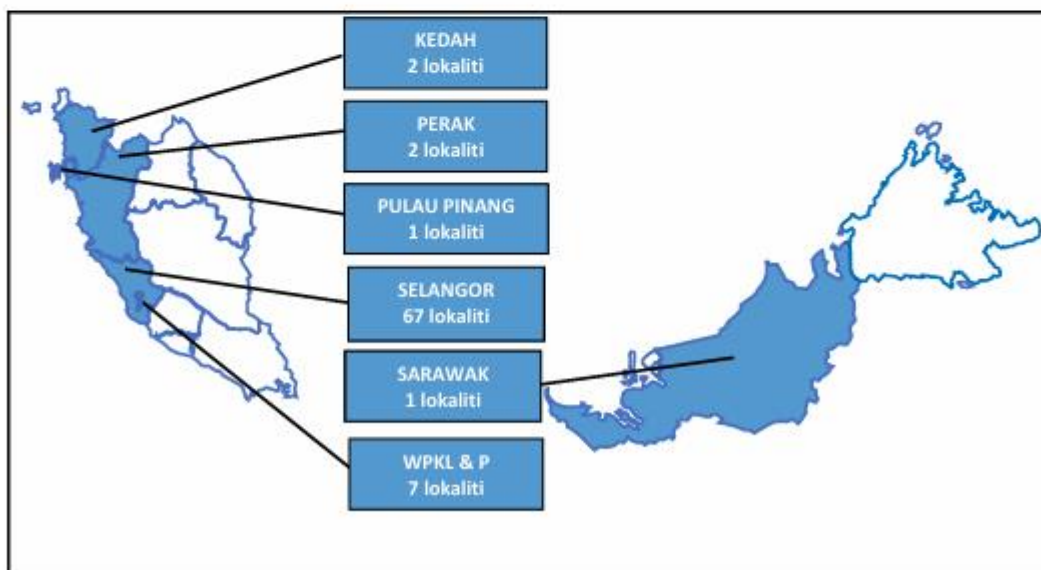 KEDAH
2 lokaliti
PERAK
2 lokaliti
PULAU PINANG
1 lokaliti
SELANGOR
67 lokaliti
SARAWAK
1 lokaliti
WPKL & P
7 lokaliti